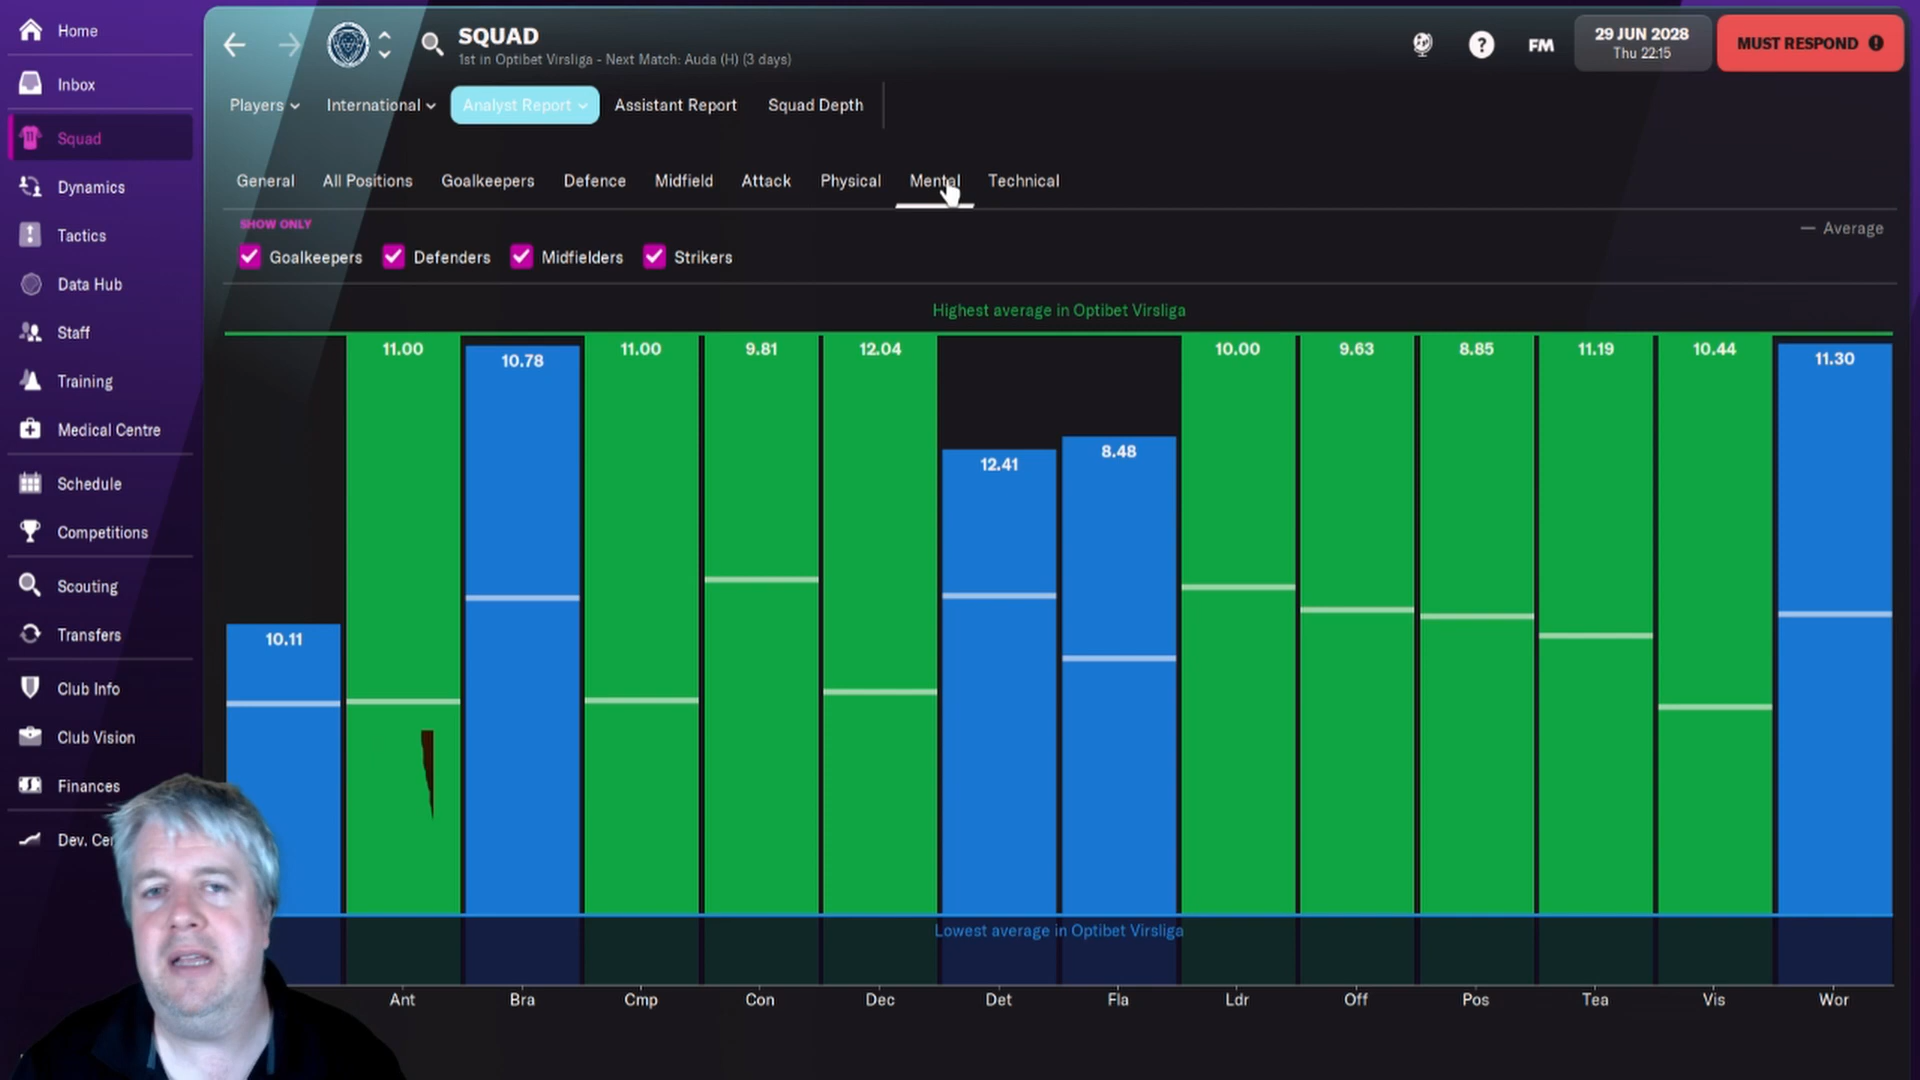 Home
Inbox
Squad
Dynamics
Tactics
Data Hub
Staff
Training
Medical Centre
Schedule
Competitions
Scouting
Transfers
Club Info
Club Vision
Finances
Dev. Cen
SQUAD
1st in Optibet Virsliga - Next Match: Auda (H) (3 days)
FM
29 JUN 2028
Thu 22:15
MUST RESPOND
Players International Analyst Report Assistant Report Squad Depth
General All Positions Goalkeepers Defence Midfield Attack Physical Mental Technical
SHOW ONLY
Goalkeepers Defenders Midfielders Strikers
Average
Highest average in Optibet Virsliga
10.11 11.00 10.78 11.00 9.81 12.04 12.41 8.48 10.00 9.63 8.85 11.19 10.44 11.30
Lowest average in Optibet Virsliga
Ant Bra Cmp Con Dec Det Fla Ldr Off Pos Tea Vis Wor